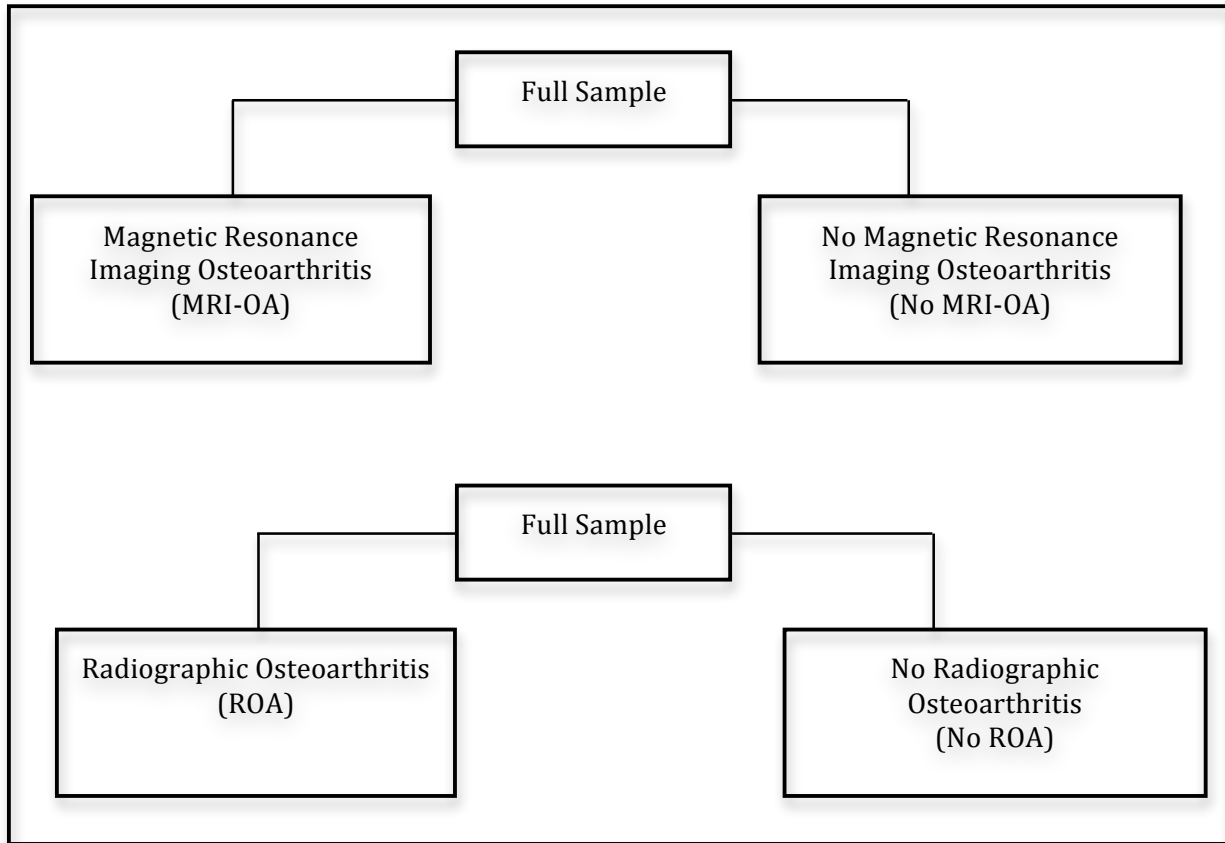 Full Sample
Magnetic Resonance
Imaging Osteoarthritis
(MRI-OA)
No Magnetic Resonance
Imaging Osteoarthritis
(No MRI-OA)
Full Sample
Radiographic Osteoarthritis
(ROA)
No Radiographic
Osteoarthritis
(No ROA)